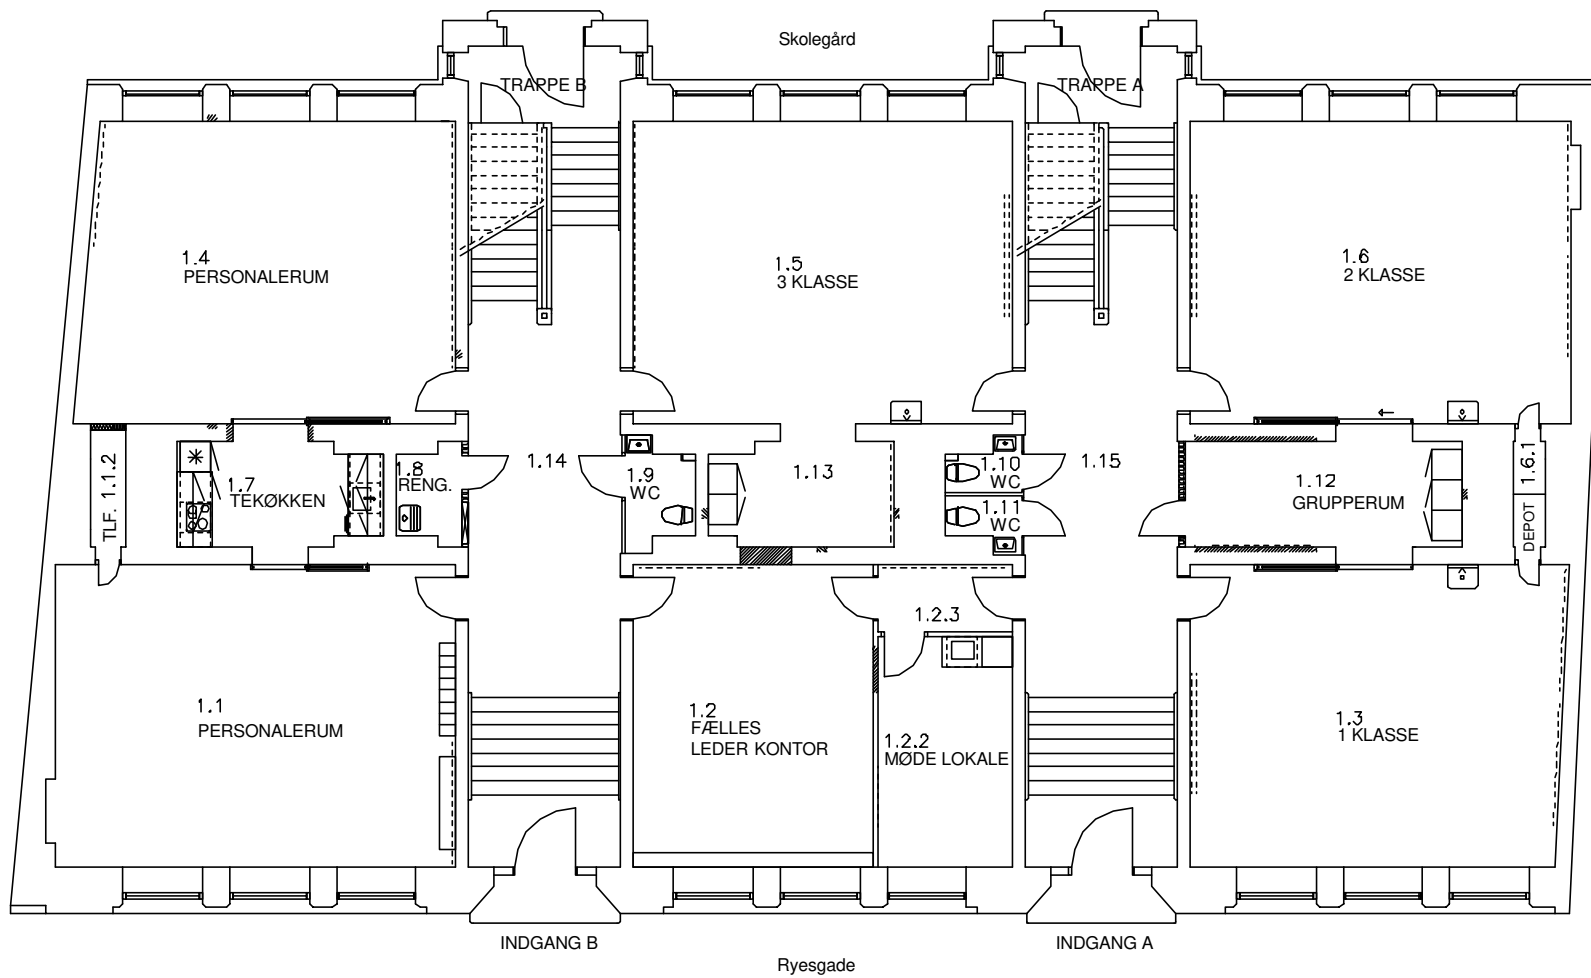 Skolegård
TRAPPE B
TRAPPE A
1.4
PERSONALERUM
1.5
3 KLASSE
1.6
2 KLASSE
TLF. 1.1.2
1.7
TEKØKKEN
1.8
RENG.
1.14
1.9
WC
1.13
1.10
WC
1.11
WC
1.15
1.12
GRUPPERUM
DEPOT 1.6.1
1.1
PERSONALERUM
1.2
FÆLLES
LEDER KONTOR
1.2.3
1.2.2
MØDE LOKALE
1.3
1 KLASSE
INDGANG B
INDGANG A
Ryesgade